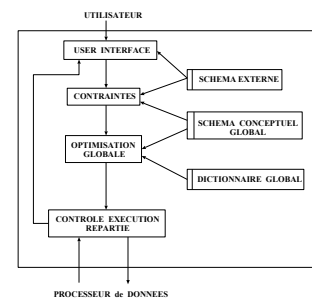 UTILISATEUR
USER INTERFACE
SCHEMA EXTERNE
CONTRAINTES
SCHEMA CONCEPTUEL
GLOBAL
OPTIMISATION
GLOBALE
DICTIONNAIRE GLOBAL
CONTROLE EXECUTION
REPARTIE
PROCESSEUR de DONNEES